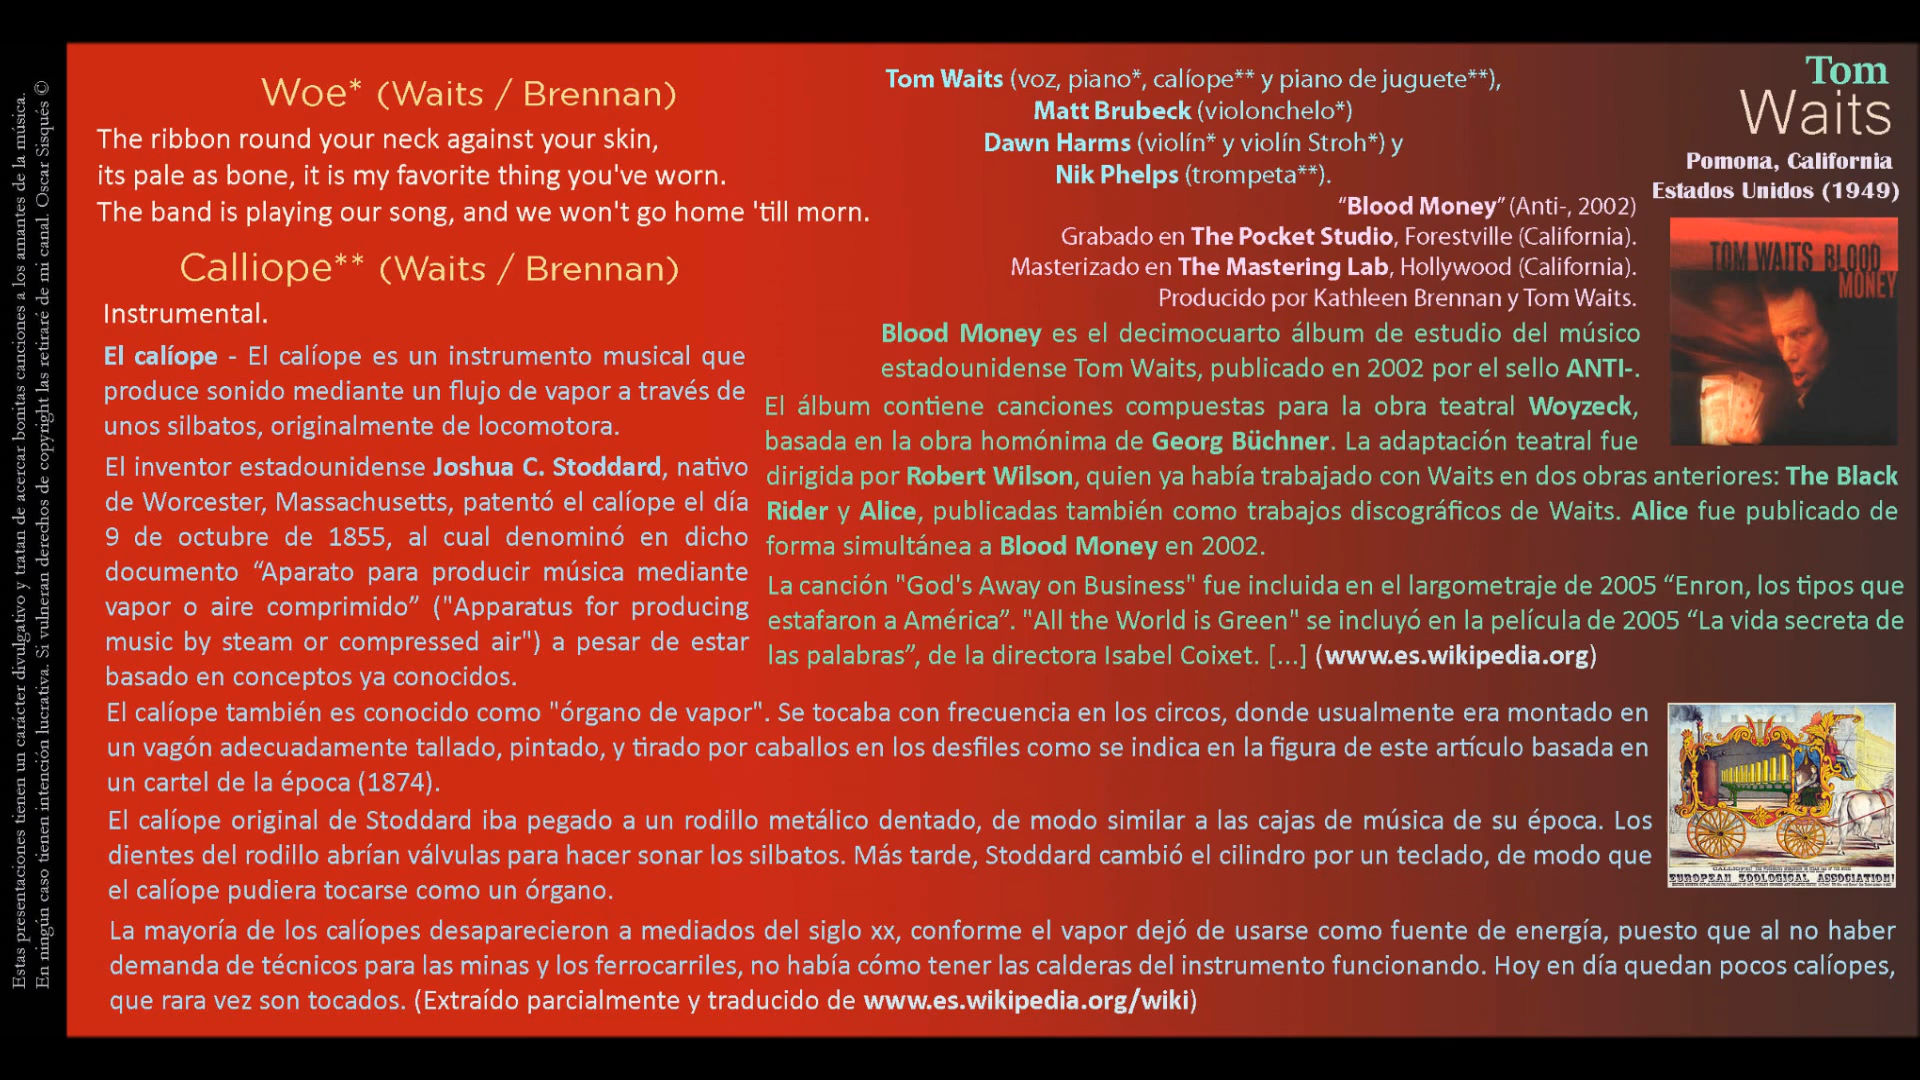 Estas presentaciones tienen un carácter divulgativo y tratan de acercar bonitas canciones a los amantes de la música.
En ningún caso tienen intención lucrativa. Si vulneran derechos de copyright las retiraré de mi canal. Oscar Sisqués ©
Woe* (Waits / Brennan)
The ribbon round your neck against your skin,
its pale as bone, it is my favorite thing you've worn.
The band is playing our song, and we won't go home 'till morn.
Calliope** (Waits / Brennan)
Instrumental.
El calíope - El calíope es un instrumento musical que
produce sonido mediante un flujo de vapor a través de
unos silbatos, originalmente de locomotora.
El inventor estadounidense Joshua C. Stoddard, nativo
de Worcester, Massachusetts, patentó el calíope el día
9 de octubre de 1855, al cual denominó en dicho
documento “Aparato para producir música mediante
vapor o aire comprimido” ("Apparatus for producing
music by steam or compressed air") a pesar de estar
basado en conceptos ya conocidos.
El calíope también es conocido como "órgano de vapor". Se tocaba con frecuencia en los circos, donde usualmente era montado en
un vagón adecuadamente tallado, pintado, y tirado por caballos en los desfiles como se indica en la figura de este artículo basada en
un cartel de la época (1874).
El calíope original de Stoddard iba pegado a un rodillo metálico dentado, de modo similar a las cajas de música de su época. Los
dientes del rodillo abrían válvulas para hacer sonar los silbatos. Más tarde, Stoddard cambió el cilindro por un teclado, de modo que
el calíope pudiera tocarse como un órgano.
La mayoría de los calíopes desaparecieron a mediados del siglo xx, conforme el vapor dejó de usarse como fuente de energía, puesto que al no haber
demanda de técnicos para las minas y los ferrocarriles, no había cómo tener las calderas del instrumento funcionando. Hoy en día quedan pocos calíopes,
que rara vez son tocados. (Extraído parcialmente y traducido de www.es.wikipedia.org/wiki)
Tom Waits (voz, piano*, calíope** y piano de juguete**),
Matt Brubeck (violonchelo*)
Dawn Harms (violín* y violín Stroh*) y
Nik Phelps (trompeta**).
“Blood Money” (Anti-, 2002)
Grabado en The Pocket Studio, Forestville (California).
Masterizado en The Mastering Lab, Hollywood (California).
Producido por Kathleen Brennan y Tom Waits.
Blood Money es el decimocuarto álbum de estudio del músico
estadounidense Tom Waits, publicado en 2002 por el sello ANTI-.
El álbum contiene canciones compuestas para la obra teatral Woyzeck,
basada en la obra homónima de Georg Büchner. La adaptación teatral fue
dirigida por Robert Wilson, quien ya había trabajado con Waits en dos obras anteriores: The Black
Rider y Alice, publicadas también como trabajos discográficos de Waits. Alice fue publicado de
forma simultánea a Blood Money en 2002.
La canción "God's Away on Business" fue incluida en el largometraje de 2005 “Enron, los tipos que
estafaron a América”. "All the World is Green" se incluyó en la película de 2005 “La vida secreta de
las palabras”, de la directora Isabel Coixet. [...] (www.es.wikipedia.org)
Tom
Waits
Pomona, California
Estados Unidos (1949)
TOM WAITS BLOOD
MONEY
EUROPEAN ZOOLOGICAL ASSOCIATION!